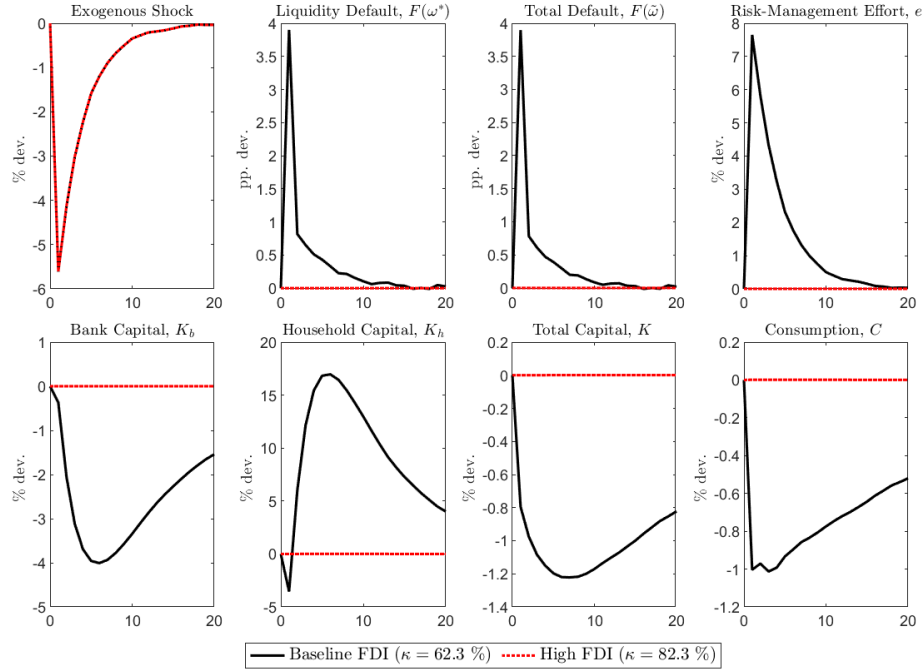 Exogenous Shock
Liquidity Default, F(ω*)
Total Default, F(ω̃)
Risk-Management Effort, e
% dev.
0
-1
-2
-3
-4
-5
-6
0 10 20
pp. dev.
4
3.5
3
2.5
2
1.5
1
0.5
0
0 10 20
pp. dev.
4
3.5
3
2.5
2
1.5
1
0.5
0
0 10 20
% dev.
8
7
6
5
4
3
2
1
0
0 10 20
Bank Capital, K_b
Household Capital, K_h
Total Capital, K
Consumption, C
% dev.
1
0
-1
-2
-3
-4
-5
0 10 20
% dev.
20
15
10
5
0
-5
0 10 20
% dev.
0.2
0
-0.2
-0.4
-0.6
-0.8
-1
-1.2
-1.4
0 10 20
% dev.
0.2
0
-0.2
-0.4
-0.6
-0.8
-1
-1.2
0 10 20
Baseline FDI (κ = 62.3 %) High FDI (κ = 82.3 %)